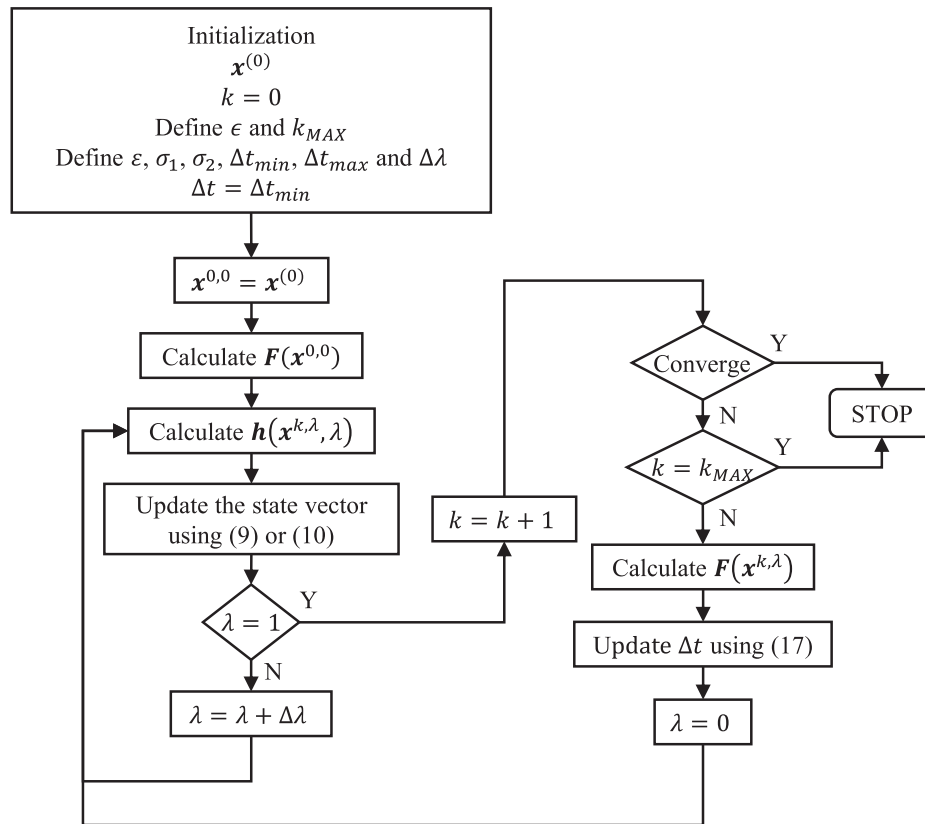 Initialization
𝒙⁽⁰⁾
k = 0
Define ϵ and k_MAX
Define ε, σ₁, σ₂, Δt_min, Δt_max and Δλ
Δt = Δt_min
𝒙^{0,0} = 𝒙^{(0)}
Calculate 𝑭(𝒙^{0,0})
Calculate 𝒉(𝒙^{k,λ}, λ)
Update the state vector
using (9) or (10)
λ = 1
Y
N
λ = λ + Δλ
k = k + 1
Converge
Y
N
STOP
k = k_MAX
Y
N
Calculate 𝑭(𝒙^{k,λ})
Update Δt using (17)
λ = 0